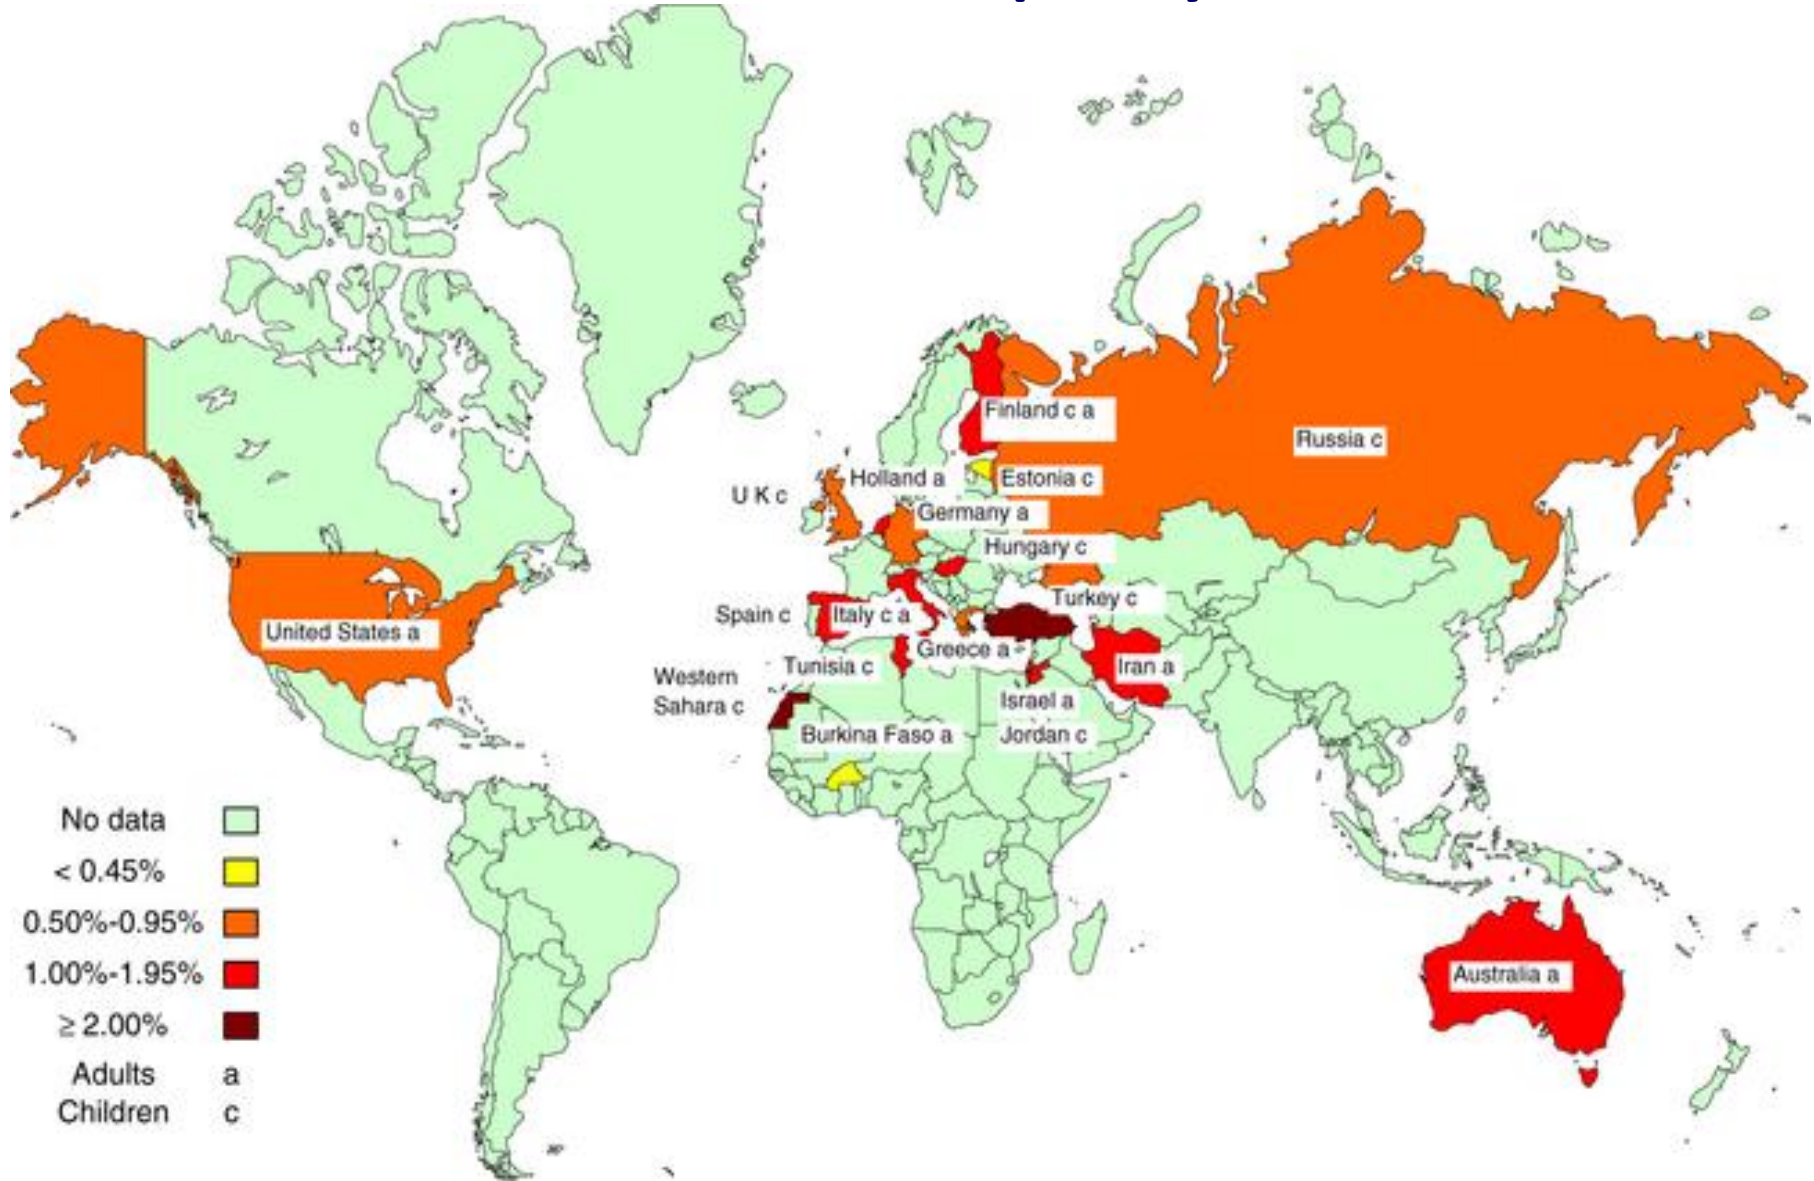 Finland c a
Russia c
Holland a
Estonia c
U K c
Germany a
Hungary c
Turkey c
Spain c
Italy c a
United States a
Greece a
Tunisia c
Iran a
Western
Sahara c
Israel a
Burkina Faso a
Jordan c
No data
< 0.45%
0.50%-0.95%
1.00%-1.95%
≥ 2.00%
Adults a
Children c
Australia a